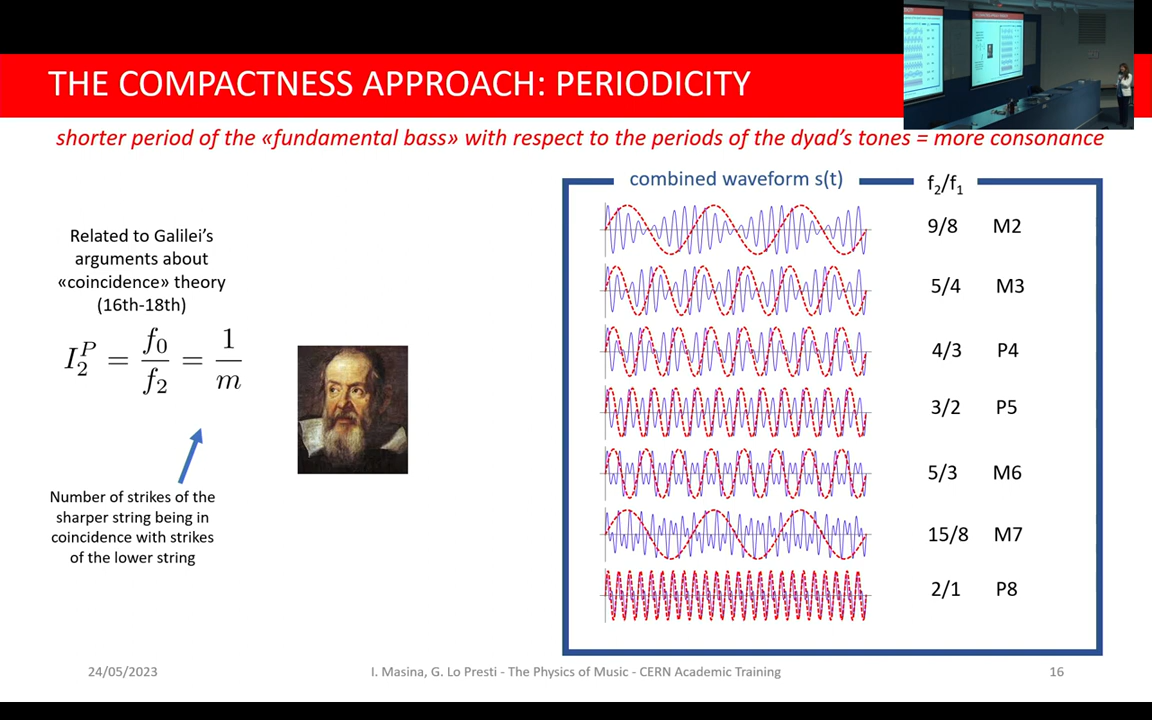 THE COMPACTNESS APPROACH: PERIODICITY
shorter period of the «fundamental bass» with respect to the periods of the dyad's tones = more consonance
Related to Galilei's
arguments about
«coincidence» theory
(16th-18th)
I_2^P = f_0/f_2 = 1/m
Number of strikes of the
sharper string being in
coincidence with strikes
of the lower string
combined waveform s(t) f₂/f₁
9/8 M2
5/4 M3
4/3 P4
3/2 P5
5/3 M6
15/8 M7
2/1 P8
24/05/2023 I. Masina, G. Lo Presti - The Physics of Music - CERN Academic Training 16